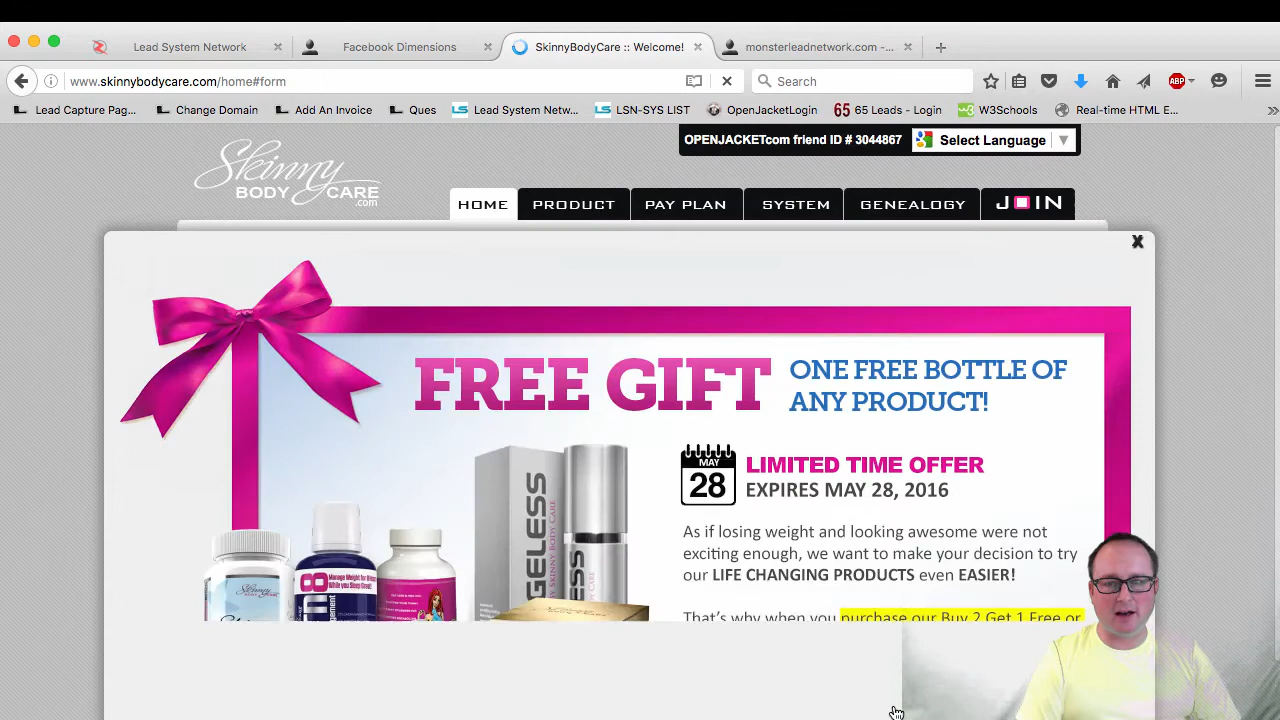 Lead System Network
Facebook Dimensions
SkinnyBodyCare :: Welcome!
monsterleadnetwork.com -...
www.skinnybodycare.com/home#form
Search
ABP
Lead Capture Pag...
Change Domain
Add An Invoice
Ques
LS Lead System Netw...
LS LSN-SYS LIST
OpenJacketLogin
65 65 Leads - Login
W3 W3Schools
Real-time HTML E...
OPENJACKETcom friend ID # 3044867
Select Language
Skinny
BODY CARE
.com
HOME
PRODUCT
PAY PLAN
SYSTEM
GENEALOGY
JOIN
X
FREE GIFT
ONE FREE BOTTLE OF
ANY PRODUCT!
MAY
28
LIMITED TIME OFFER
EXPIRES MAY 28, 2016
As if losing weight and looking awesome were not
exciting enough, we want to make your decision to try
our LIFE CHANGING PRODUCTS even EASIER!
That's why when you purchase our Buy 2 Get 1 Free or